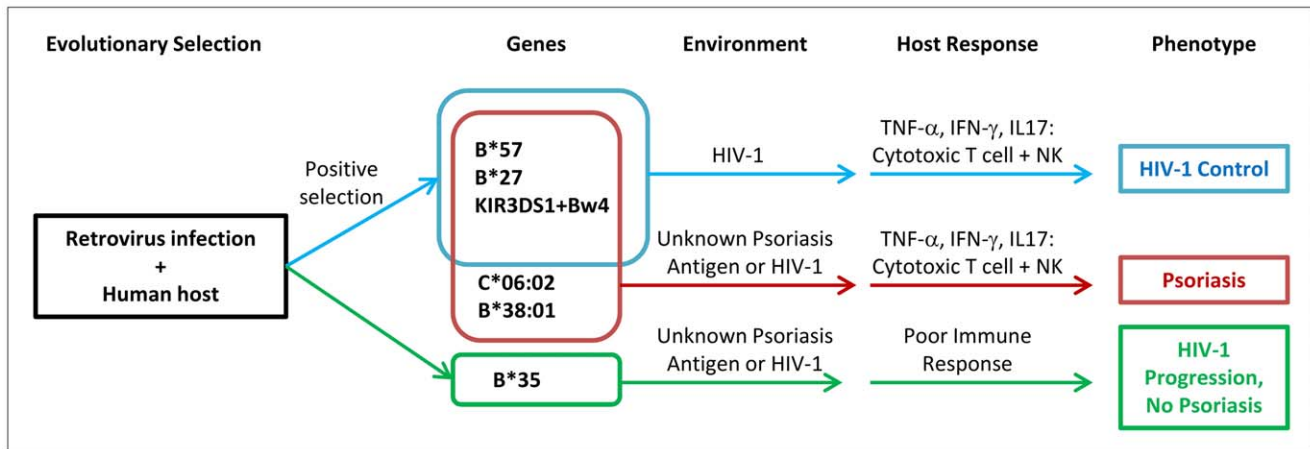 Evolutionary Selection
Genes
Environment
Host Response
Phenotype
Retrovirus infection
+
Human host
Positive
selection
B*57
B*27
KIR3DS1+Bw4
C*06:02
B*38:01
B*35
HIV-1
TNF-α, IFN-γ, IL17:
Cytotoxic T cell + NK
HIV-1 Control
Unknown Psoriasis
Antigen or HIV-1
TNF-α, IFN-γ, IL17:
Cytotoxic T cell + NK
Psoriasis
Unknown Psoriasis
Antigen or HIV-1
Poor Immune
Response
HIV-1
Progression,
No Psoriasis